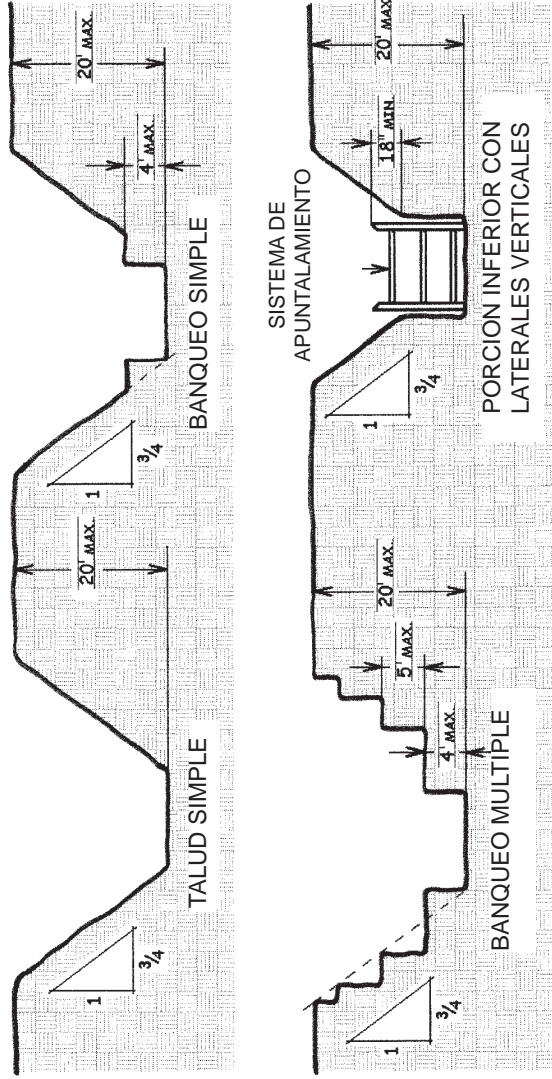 1
3/4
20' MAX.
TALUD SIMPLE
1
3/4
4' MAX.
20' MAX.
BANQUEO SIMPLE
1
3/4
4' MAX.
5' MAX.
20' MAX.
BANQUEO MULTIPLE
SISTEMA DE
APUNTALAMIENTO
1
3/4
18" MIN.
20' MAX.
PORCION INFERIOR CON
LATERALES VERTICALES